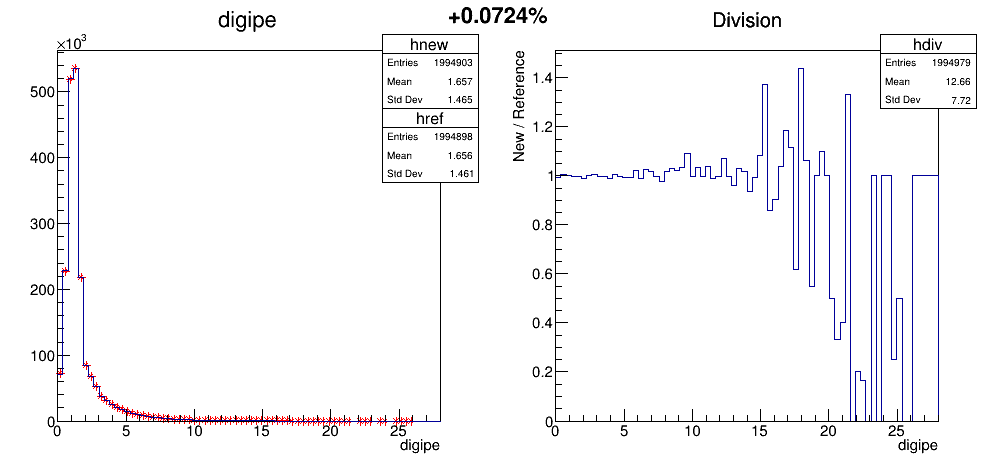 digipe
+0.0724%
Division
×10³
hnew
Entries 1994903
Mean 1.657
Std Dev 1.465
href
Entries 1994898
Mean 1.656
Std Dev 1.461
500
400
300
200
100
0
0 5 10 15 20 25
digipe
hdiv
Entries 1994979
Mean 12.66
Std Dev 7.72
New / Reference
1.4
1.2
1
0.8
0.6
0.4
0.2
0
0 5 10 15 20 25
digipe